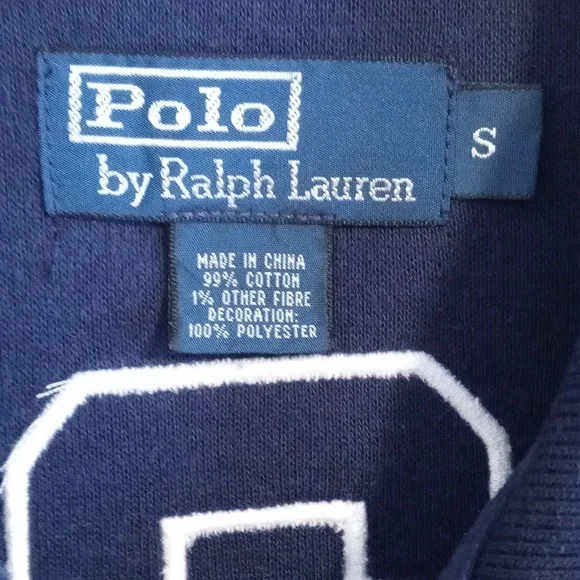 Polo
by Ralph Lauren
S
MADE IN CHINA
99% COTTON
1% OTHER FIBRE
DECORATION:
100% POLYESTER